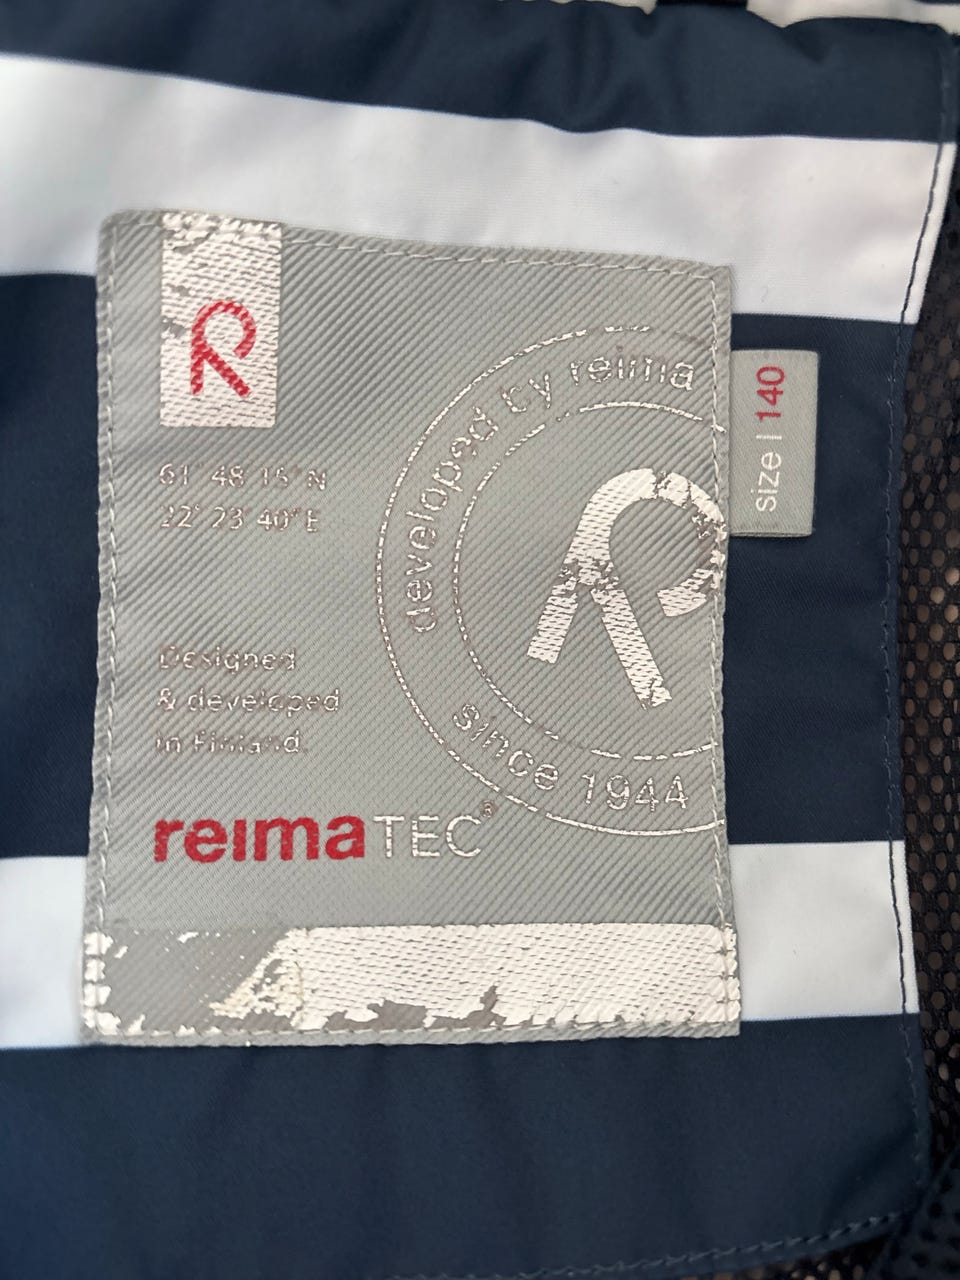 R
61° 48' 15" N
22° 23' 40" E
Designed
& developed
in Finland.
reimaTEC®
developed by reima
R
since 1944
size | 140